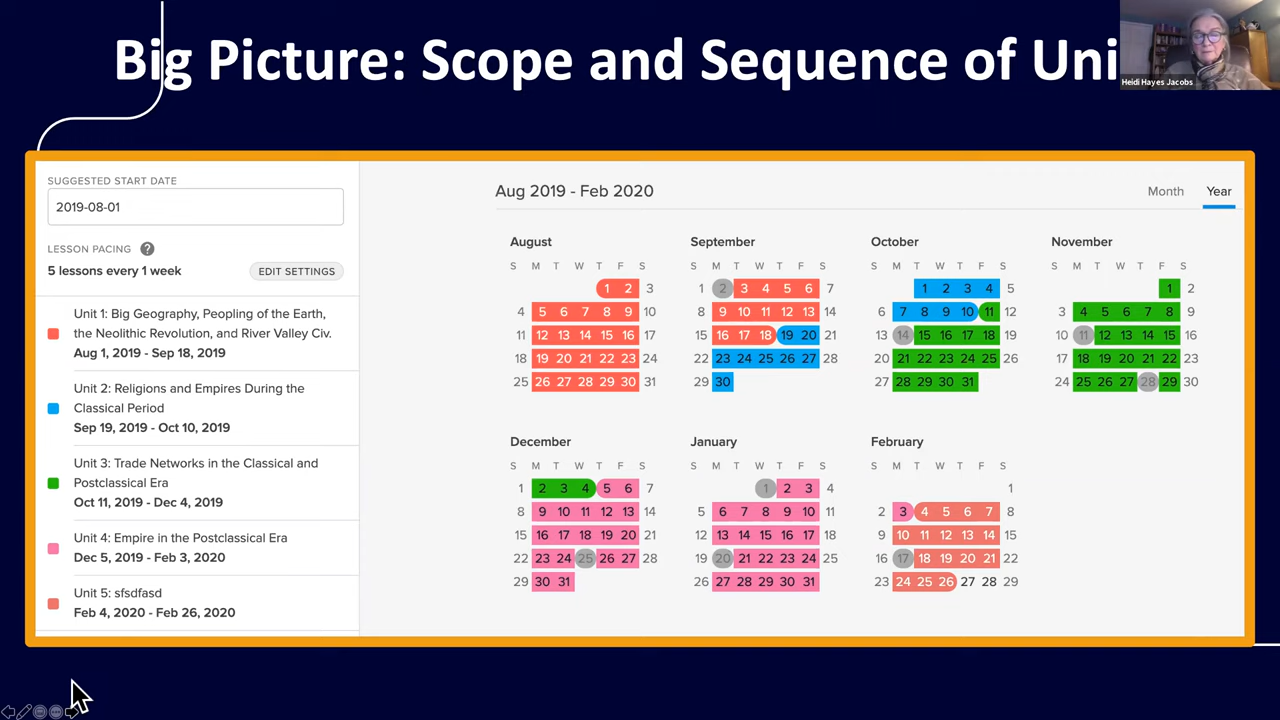 Big Picture: Scope and Sequence of Uni
Heidi Hayes Jacobs
SUGGESTED START DATE
2019-08-01
LESSON PACING ?
5 lessons every 1 week
EDIT SETTINGS
Unit 1: Big Geography, Peopling of the Earth,
the Neolithic Revolution, and River Valley Civ.
Aug 1, 2019 - Sep 18, 2019
Unit 2: Religions and Empires During the
Classical Period
Sep 19, 2019 - Oct 10, 2019
Unit 3: Trade Networks in the Classical and
Postclassical Era
Oct 11, 2019 - Dec 4, 2019
Unit 4: Empire in the Postclassical Era
Dec 5, 2019 - Feb 3, 2020
Unit 5: sfsdfasd
Feb 4, 2020 - Feb 26, 2020
Aug 2019 - Feb 2020
Month Year
August
S M T W T F S
1 2 3
4 5 6 7 8 9 10
11 12 13 14 15 16 17
18 19 20 21 22 23 24
25 26 27 28 29 30 31
September
S M T W T F S
1 2 3 4 5 6 7
8 9 10 11 12 13 14
15 16 17 18 19 20 21
22 23 24 25 26 27 28
29 30
October
S M T W T F S
1 2 3 4 5
6 7 8 9 10 11 12
13 14 15 16 17 18 19
20 21 22 23 24 25 26
27 28 29 30 31
November
S M T W T F S
1 2
3 4 5 6 7 8 9
10 11 12 13 14 15 16
17 18 19 20 21 22 23
24 25 26 27 28 29 30
December
S M T W T F S
1 2 3 4 5 6 7
8 9 10 11 12 13 14
15 16 17 18 19 20 21
22 23 24 25 26 27 28
29 30 31
January
S M T W T F S
1 2 3 4
5 6 7 8 9 10 11
12 13 14 15 16 17 18
19 20 21 22 23 24 25
26 27 28 29 30 31
February
S M T W T F S
1
2 3 4 5 6 7 8
9 10 11 12 13 14 15
16 17 18 19 20 21 22
23 24 25 26 27 28 29